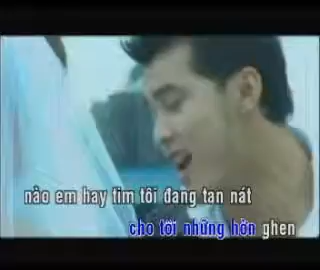 nào em hay tim tôi đang tan nát
cho tôi những hờn ghen